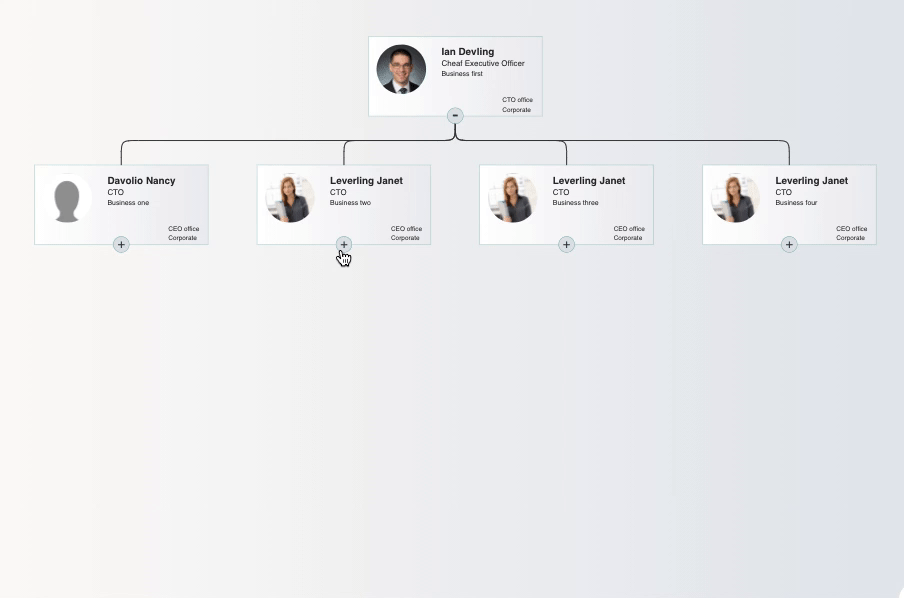 Ian Devling
Cheaf Executive Officer
Business first
CTO office
Corporate
Davolio Nancy
CTO
Business one
CEO office
Corporate
Leverling Janet
CTO
Business two
CEO office
Corporate
Leverling Janet
CTO
Business three
CEO office
Corporate
Leverling Janet
CTO
Business four
CEO office
Corporate